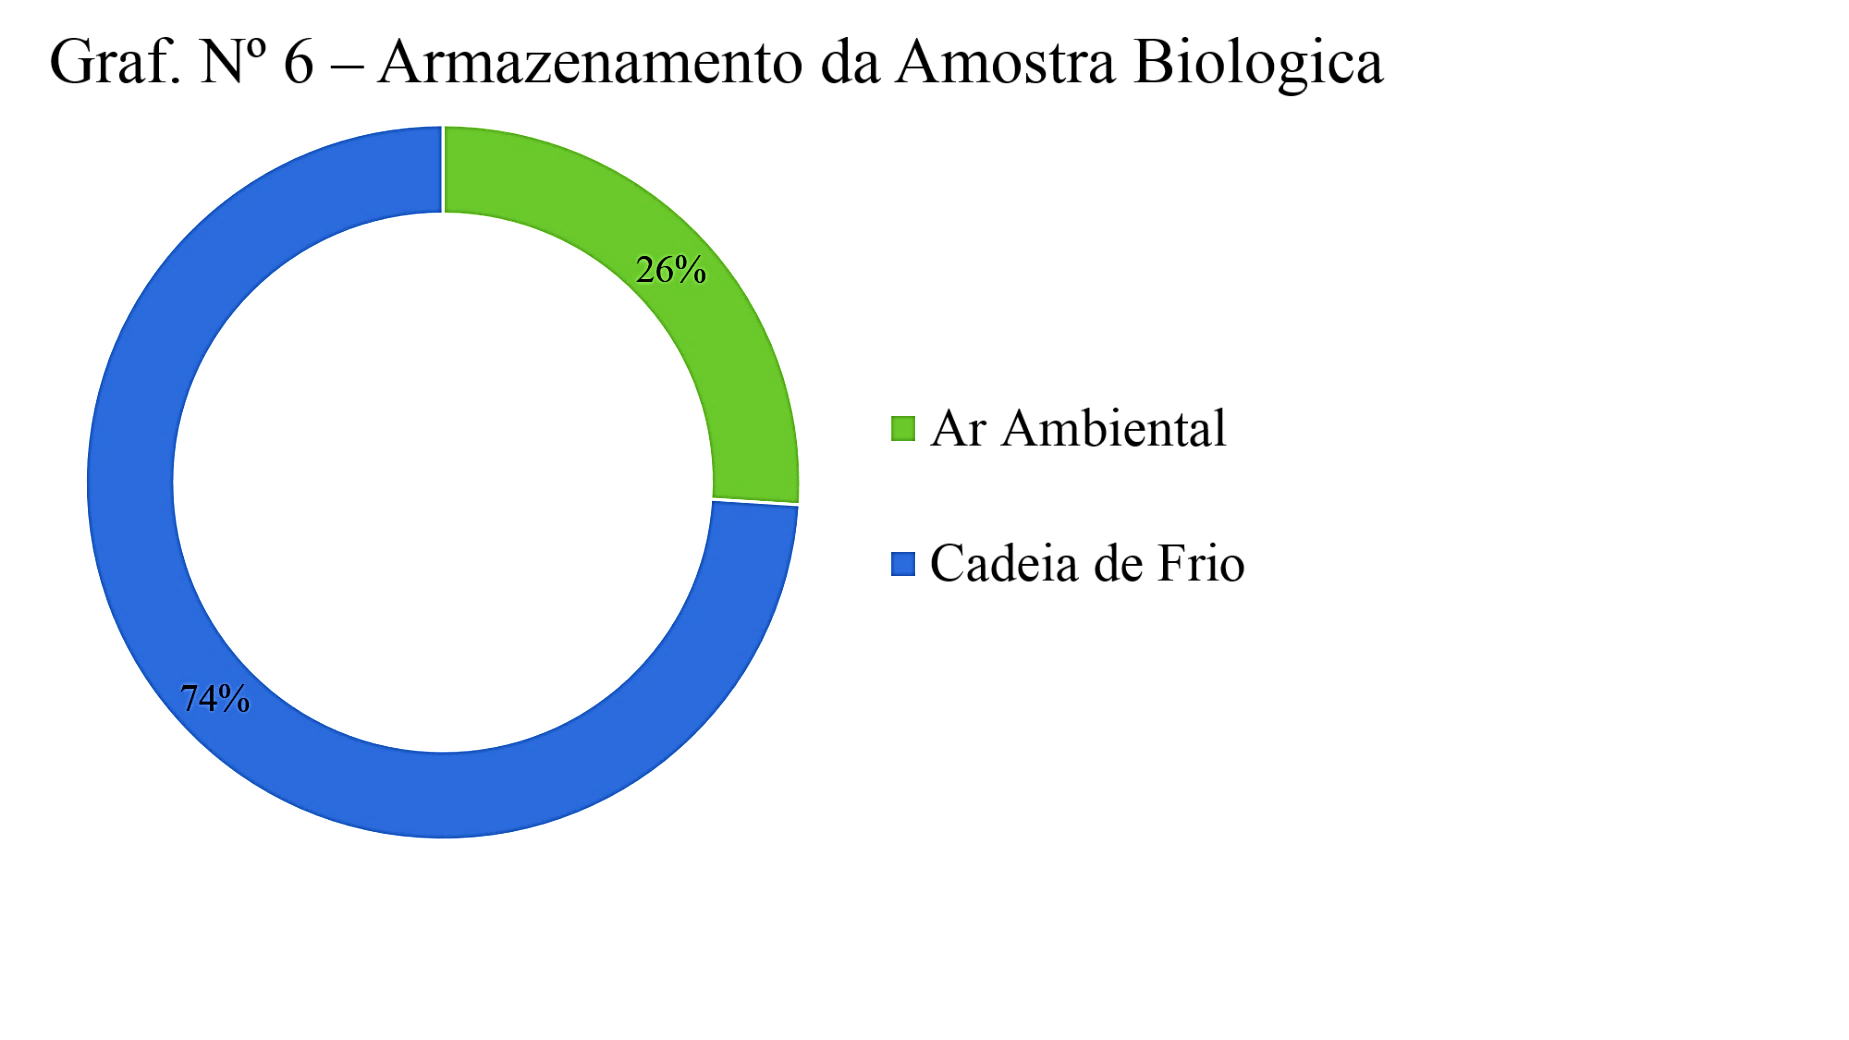 Graf. Nº 6 – Armazenamento da Amostra Biologica
26%
Ar Ambiental
Cadeia de Frio
74%